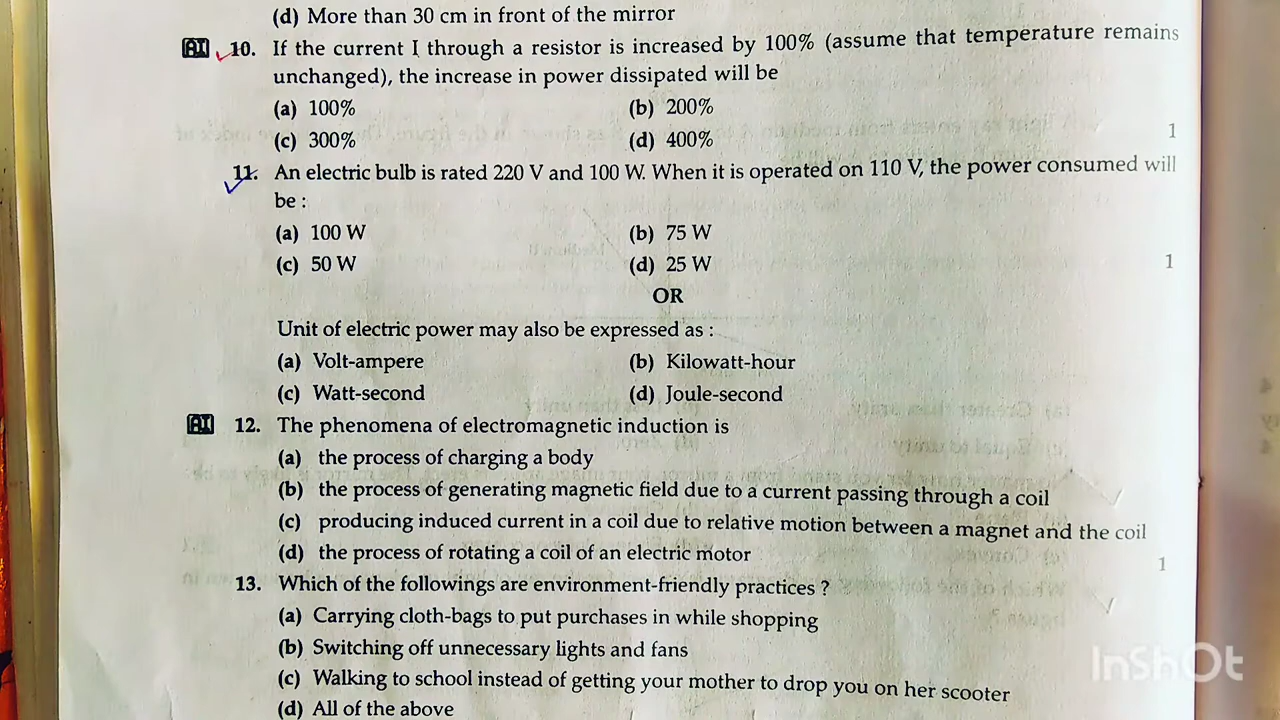 (d) More than 30 cm in front of the mirror
AI 10. If the current I through a resistor is increased by 100% (assume that temperature remains
unchanged), the increase in power dissipated will be
(a) 100% (b) 200%
(c) 300% (d) 400%
1
11. An electric bulb is rated 220 V and 100 W. When it is operated on 110 V, the power consumed will
be :
(a) 100 W (b) 75 W
(c) 50 W (d) 25 W 1
OR
Unit of electric power may also be expressed as :
(a) Volt-ampere (b) Kilowatt-hour
(c) Watt-second (d) Joule-second
AI 12. The phenomena of electromagnetic induction is
(a) the process of charging a body
(b) the process of generating magnetic field due to a current passing through a coil
(c) producing induced current in a coil due to relative motion between a magnet and the coil
(d) the process of rotating a coil of an electric motor 1
13. Which of the followings are environment-friendly practices ?
(a) Carrying cloth-bags to put purchases in while shopping
(b) Switching off unnecessary lights and fans
(c) Walking to school instead of getting your mother to drop you on her scooter
(d) All of the above
InShOt